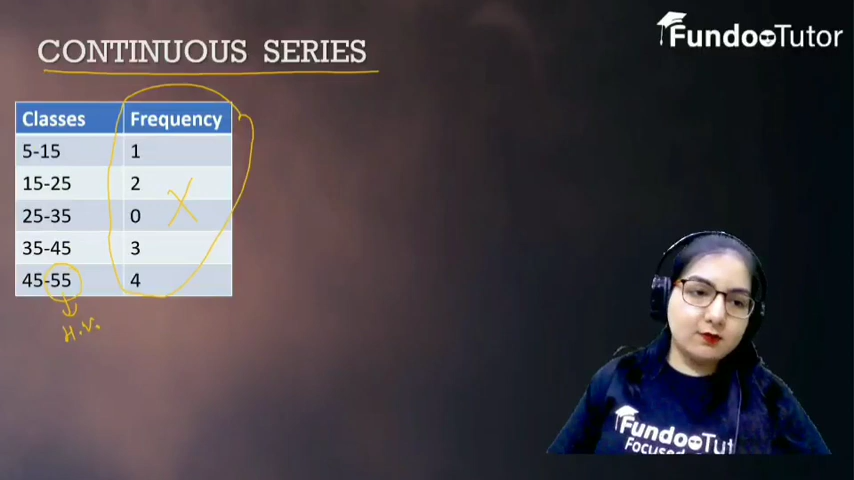 FundooTutor
CONTINUOUS SERIES
Classes Frequency
5-15 1
15-25 2
25-35 0
35-45 3
45-55 4
H.V.
FundooTut
Focused